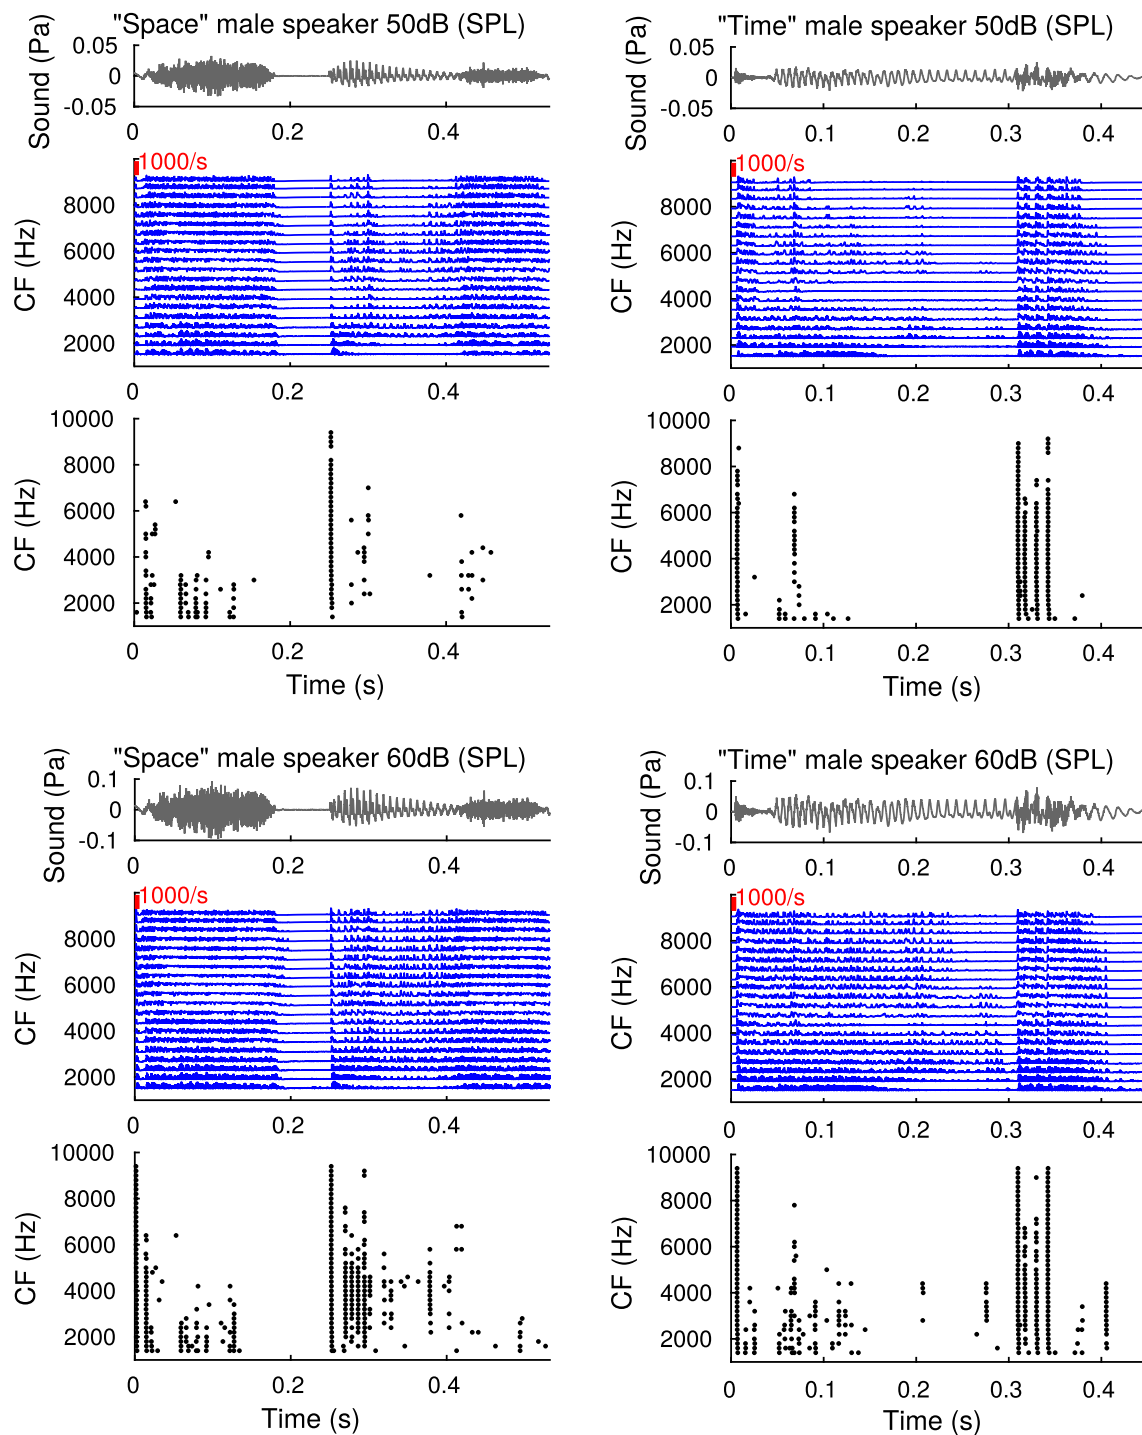 "Space" male speaker 50dB (SPL)
Sound (Pa)
0.05
0
-0.05
0 0.2 0.4
1000/s
CF (Hz)
8000
6000
4000
2000
0 0.2 0.4
CF (Hz)
10000
8000
6000
4000
2000
0 0.2 0.4
Time (s)
"Time" male speaker 50dB (SPL)
Sound (Pa)
0.05
0
-0.05
0 0.1 0.2 0.3 0.4
1000/s
CF (Hz)
8000
6000
4000
2000
0 0.1 0.2 0.3 0.4
CF (Hz)
10000
8000
6000
4000
2000
0 0.1 0.2 0.3 0.4
Time (s)
"Space" male speaker 60dB (SPL)
Sound (Pa)
0.1
0
-0.1
0 0.2 0.4
1000/s
CF (Hz)
8000
6000
4000
2000
0 0.2 0.4
CF (Hz)
10000
8000
6000
4000
2000
0 0.2 0.4
Time (s)
"Time" male speaker 60dB (SPL)
Sound (Pa)
0.1
0
-0.1
0 0.1 0.2 0.3 0.4
1000/s
CF (Hz)
8000
6000
4000
2000
0 0.1 0.2 0.3 0.4
CF (Hz)
10000
8000
6000
4000
2000
0 0.1 0.2 0.3 0.4
Time (s)